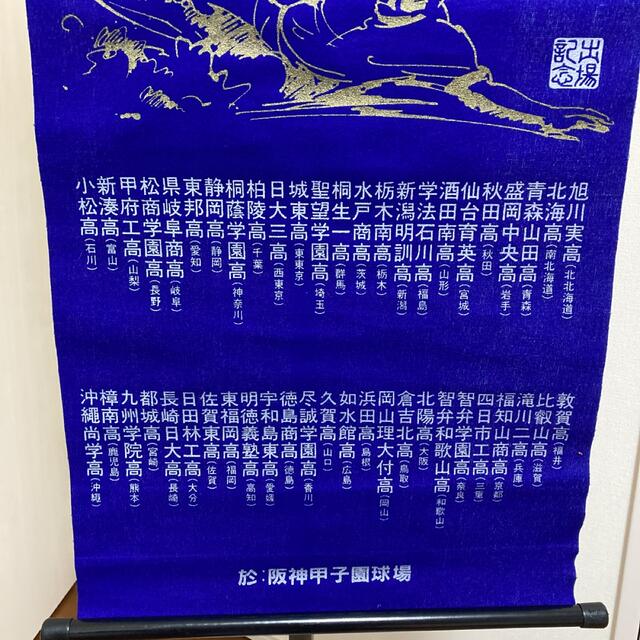 出場
記念
旭川実高(北北海道)
北海高(南北海道)
青森山田高(青森)
盛岡中央高(岩手)
秋田高(秋田)
仙台育英高(宮城)
酒田南高(山形)
学法石川高(福島)
新潟明訓高(新潟)
栃木南高(栃木)
水戸商高(茨城)
桐生一高(群馬)
聖望学園高(埼玉)
城東高(東東京)
日大三高(西東京)
柏陵高(千葉)
桐蔭学園高(神奈川)
静岡高(静岡)
東邦高(愛知)
県岐阜商高(岐阜)
松商学園高(長野)
甲府工高(山梨)
新湊高(富山)
小松高(石川)
敦賀高(福井)
比叡山高(滋賀)
滝川二高(兵庫)
福知山商高(京都)
四日市工高(三重)
智弁学園高(奈良)
智弁和歌山高(和歌山)
北陽高(大阪)
倉吉北高(鳥取)
岡山理大付高(岡山)
浜田高(島根)
如水館高(広島)
久賀高(山口)
尽誠学園高(香川)
徳島商高(徳島)
宇和島東高(愛媛)
明徳義塾高(高知)
東福岡高(福岡)
佐賀東高(佐賀)
日田林工高(大分)
長崎日大高(長崎)
都城高(宮崎)
九州学院高(熊本)
樟南高(鹿児島)
沖縄尚学高(沖縄)
於:阪神甲子園球場